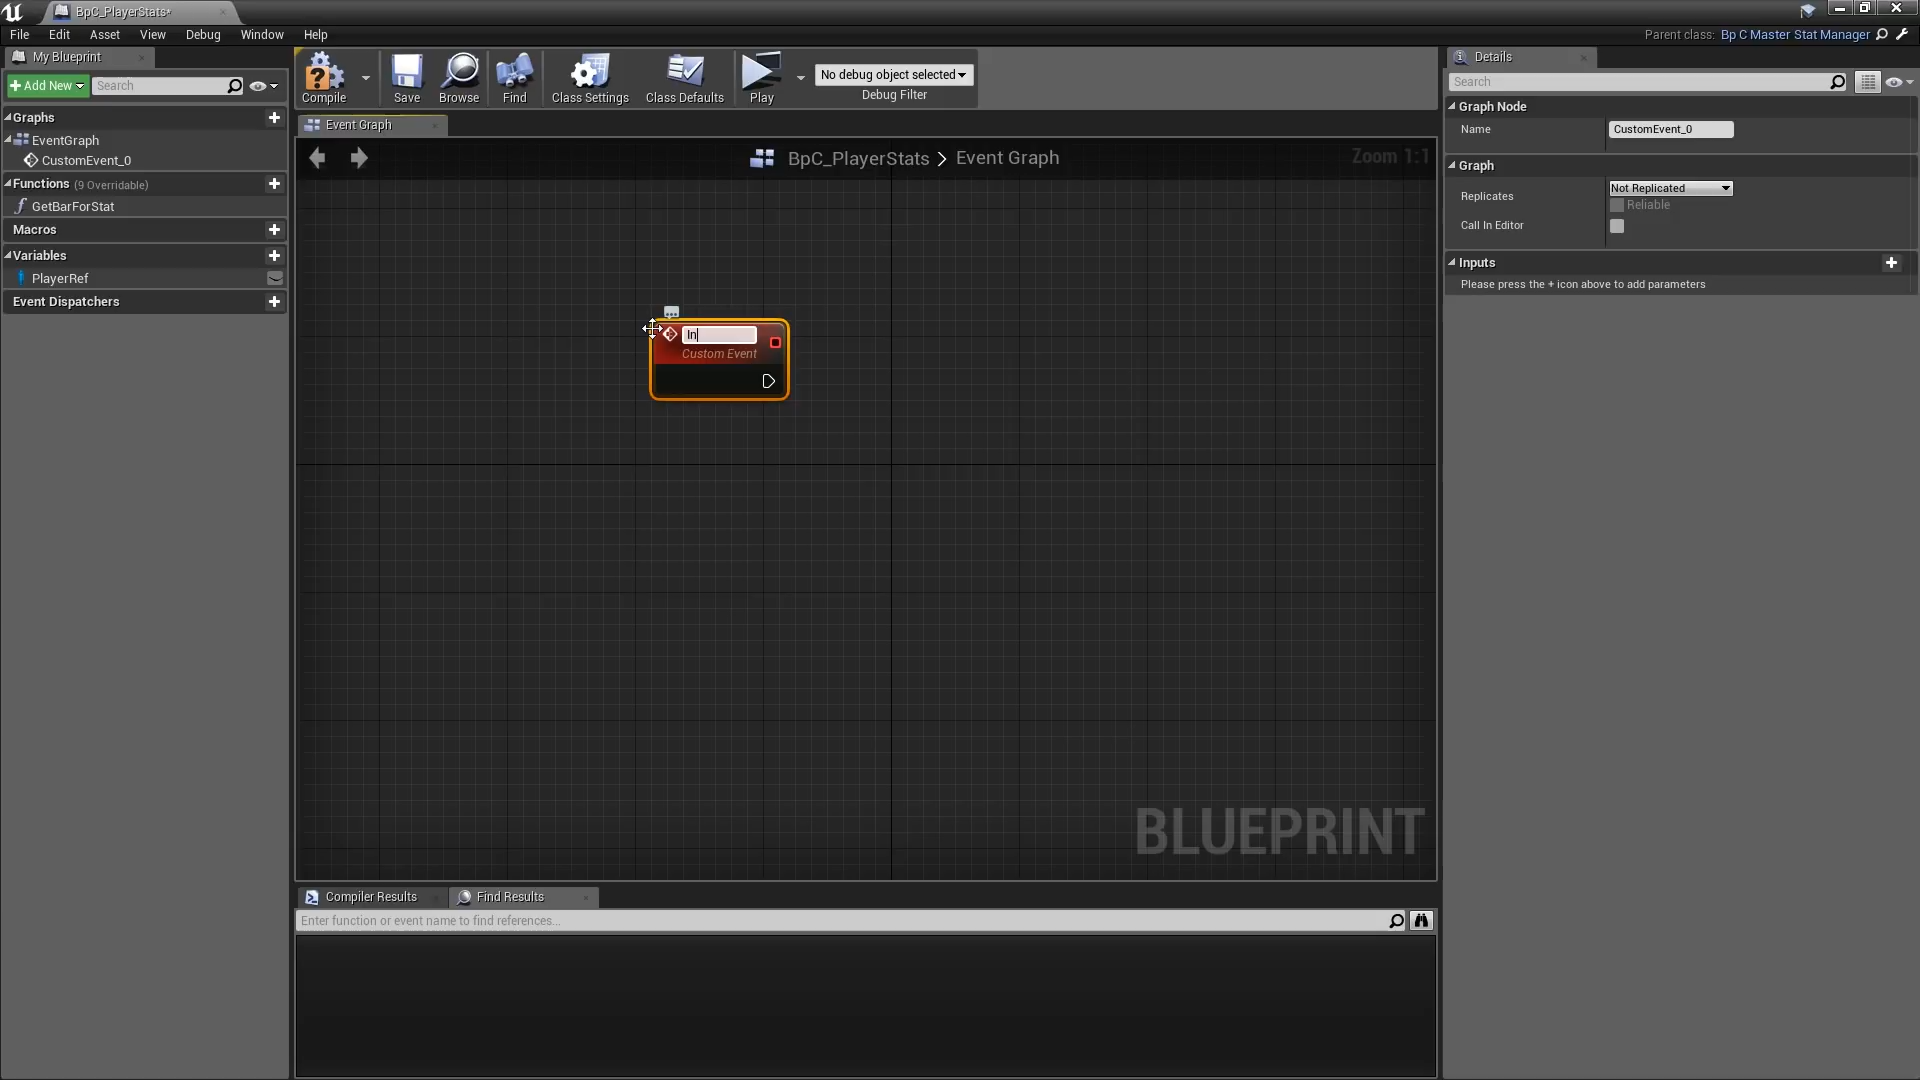 BpC_PlayerStats*
File Edit Asset View Debug Window Help
Parent class: Bp C Master Stat Manager
My Blueprint
Add New
Search
Graphs
EventGraph
CustomEvent_0
Functions (9 Overridable)
GetBarForStat
Macros
Variables
PlayerRef
Event Dispatchers
Compile
Save
Browse
Find
Class Settings
Class Defaults
Play
No debug object selected
Debug Filter
Event Graph
BpC_PlayerStats > Event Graph
Zoom 1:1
In
Custom Event
BLUEPRINT
Compiler Results
Find Results
Enter function or event name to find references...
Details
Search
Graph Node
Name CustomEvent_0
Graph
Replicates Not Replicated
Reliable
Call In Editor
Inputs
Please press the + icon above to add parameters